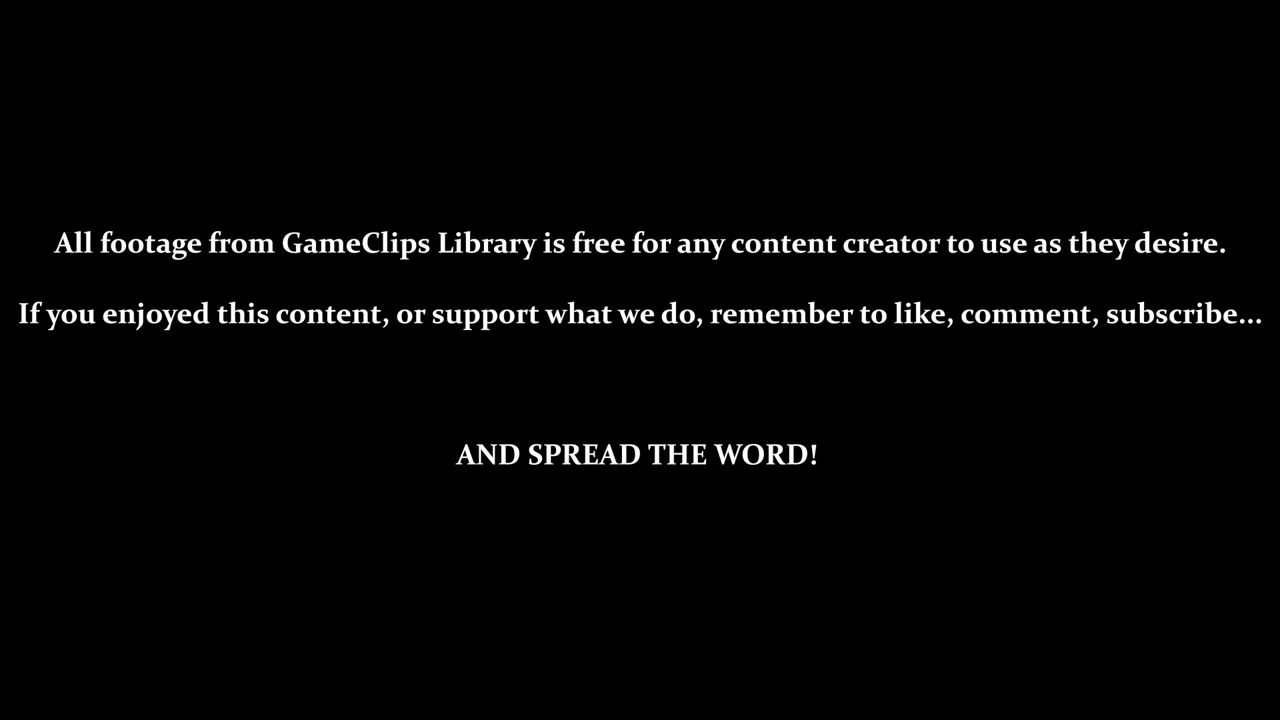 All footage from GameClips Library is free for any content creator to use as they desire.
If you enjoyed this content, or support what we do, remember to like, comment, subscribe...
AND SPREAD THE WORD!